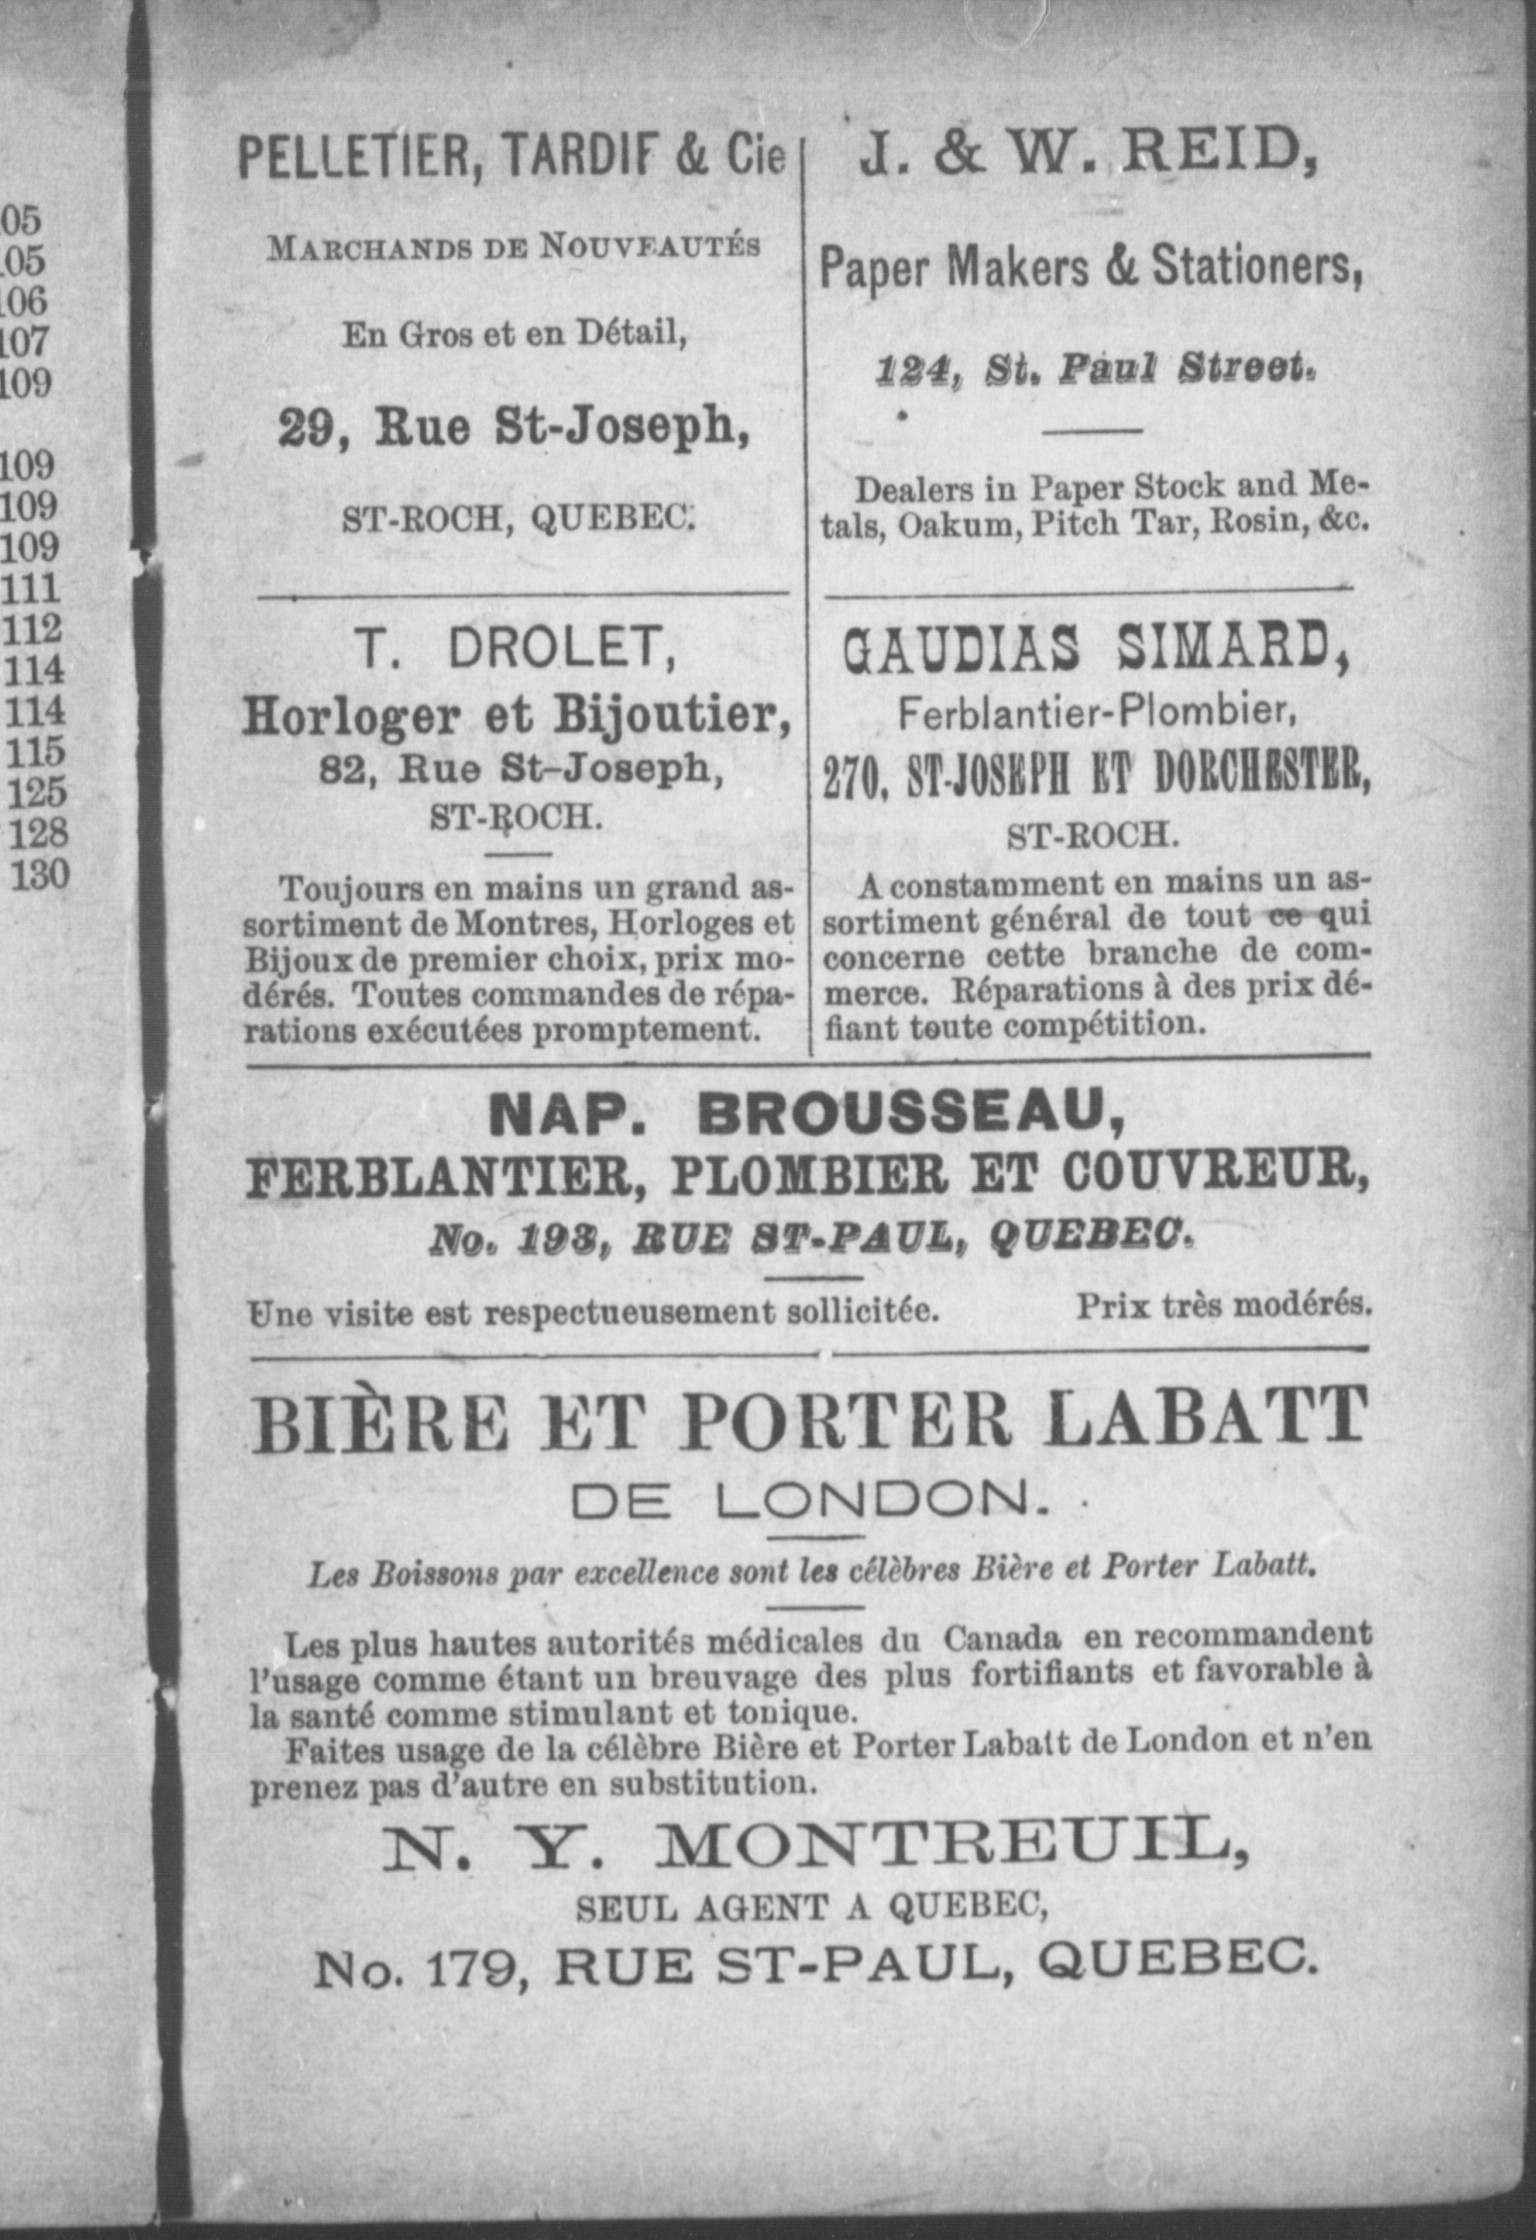 05
05
106
107
109
109
109
109
111
112
114
114
115
125
128
130
PELLETIER, TARDIF & Cie
MARCHANDS DE NOUVEAUTÉS
En Gros et en Détail,
29, Rue St-Joseph,
ST-ROCH, QUEBEC.
J. & W. REID,
Paper Makers & Stationers,
124, St. Paul Street.
Dealers in Paper Stock and Me-
tals, Oakum, Pitch Tar, Rosin, &c.
T. DROLET,
Horloger et Bijoutier,
82, Rue St-Joseph,
ST-ROCH.
Toujours en mains un grand as-
sortiment de Montres, Horloges et
Bijoux de premier choix, prix mo-
dérés. Toutes commandes de répa-
rations exécutées promptement.
GAUDIAS SIMARD,
Ferblantier-Plombier,
270, ST-JOSEPH ET DORCHESTER,
ST-ROCH.
A constamment en mains un as-
sortiment général de tout ce qui
concerne cette branche de com-
merce. Réparations à des prix dé-
fiant toute compétition.
NAP. BROUSSEAU,
FERBLANTIER, PLOMBIER ET COUVREUR,
No. 193, RUE ST-PAUL, QUEBEC.
Une visite est respectueusement sollicitée. Prix très modérés.
BIÈRE ET PORTER LABATT
DE LONDON.
Les Boissons par excellence sont les célèbres Bière et Porter Labatt.
Les plus hautes autorités médicales du Canada en recommandent
l'usage comme étant un breuvage des plus fortifiants et favorable à
la santé comme stimulant et tonique.
Faites usage de la célèbre Bière et Porter Labatt de London et n'en
prenez pas d'autre en substitution.
N. Y. MONTREUIL,
SEUL AGENT A QUEBEC,
No. 179, RUE ST-PAUL, QUEBEC.